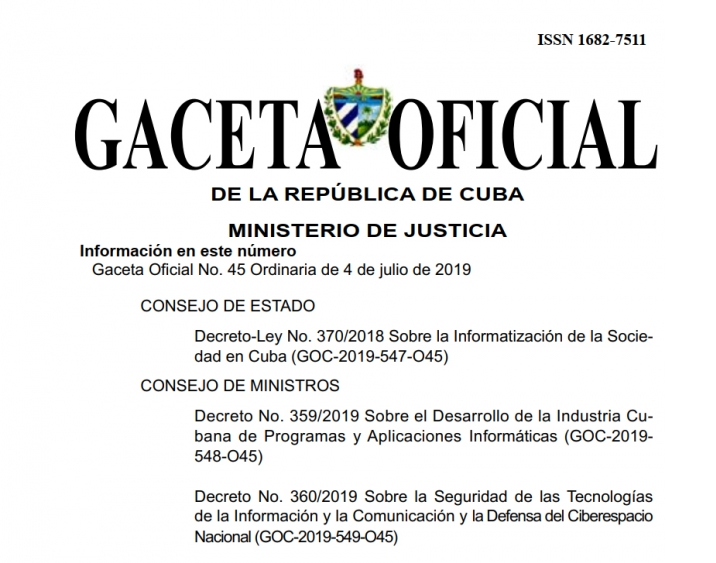 ISSN 1682-7511
GACETA OFICIAL
DE LA REPÚBLICA DE CUBA
MINISTERIO DE JUSTICIA
Información en este número
Gaceta Oficial No. 45 Ordinaria de 4 de julio de 2019
CONSEJO DE ESTADO
Decreto-Ley No. 370/2018 Sobre la Informatización de la Socie-
dad en Cuba (GOC-2019-547-O45)
CONSEJO DE MINISTROS
Decreto No. 359/2019 Sobre el Desarrollo de la Industria Cu-
bana de Programas y Aplicaciones Informáticas (GOC-2019-
548-O45)
Decreto No. 360/2019 Sobre la Seguridad de las Tecnologías
de la Información y la Comunicación y la Defensa del Ciberespacio
Nacional (GOC-2019-549-O45)